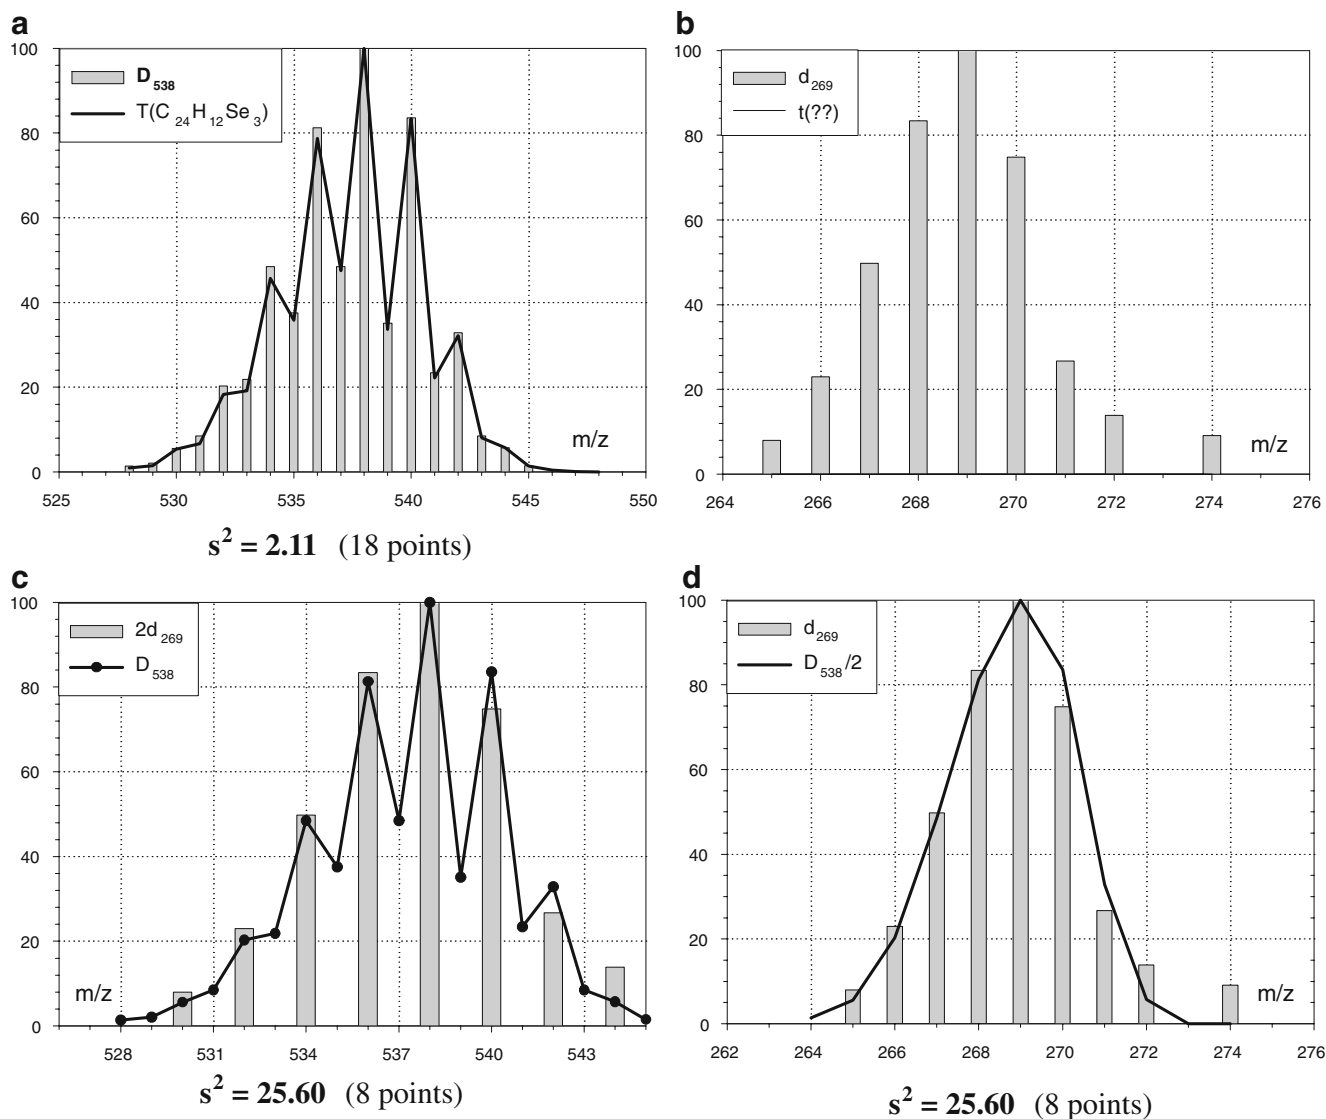 a
100
80
60
40
20
0
D538
T(C24H12Se3)
m/z
525 530 535 540 545 550
s² = 2.11 (18 points)
b
100
80
60
40
20
0
d269
t(??)
m/z
264 266 268 270 272 274 276
c
100
80
60
40
20
0
2d269
D538
m/z
528 531 534 537 540 543
s² = 25.60 (8 points)
d
100
80
60
40
20
0
d269
D538/2
m/z
262 264 266 268 270 272 274 276
s² = 25.60 (8 points)